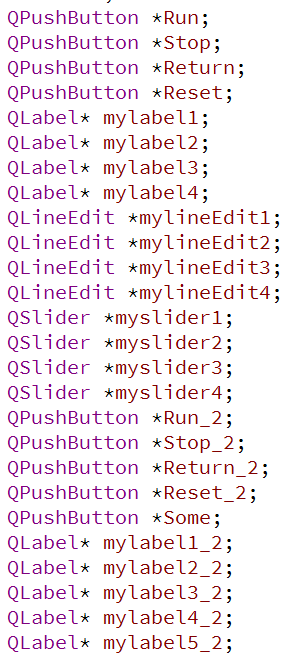 QPushButton *Run;
QPushButton *Stop;
QPushButton *Return;
QPushButton *Reset;
QLabel* mylabel1;
QLabel* mylabel2;
QLabel* mylabel3;
QLabel* mylabel4;
QLineEdit *mylineEdit1;
QLineEdit *mylineEdit2;
QLineEdit *mylineEdit3;
QLineEdit *mylineEdit4;
QSlider *myslider1;
QSlider *myslider2;
QSlider *myslider3;
QSlider *myslider4;
QPushButton *Run_2;
QPushButton *Stop_2;
QPushButton *Return_2;
QPushButton *Reset_2;
QPushButton *Some;
QLabel* mylabel1_2;
QLabel* mylabel2_2;
QLabel* mylabel3_2;
QLabel* mylabel4_2;
QLabel* mylabel5_2;